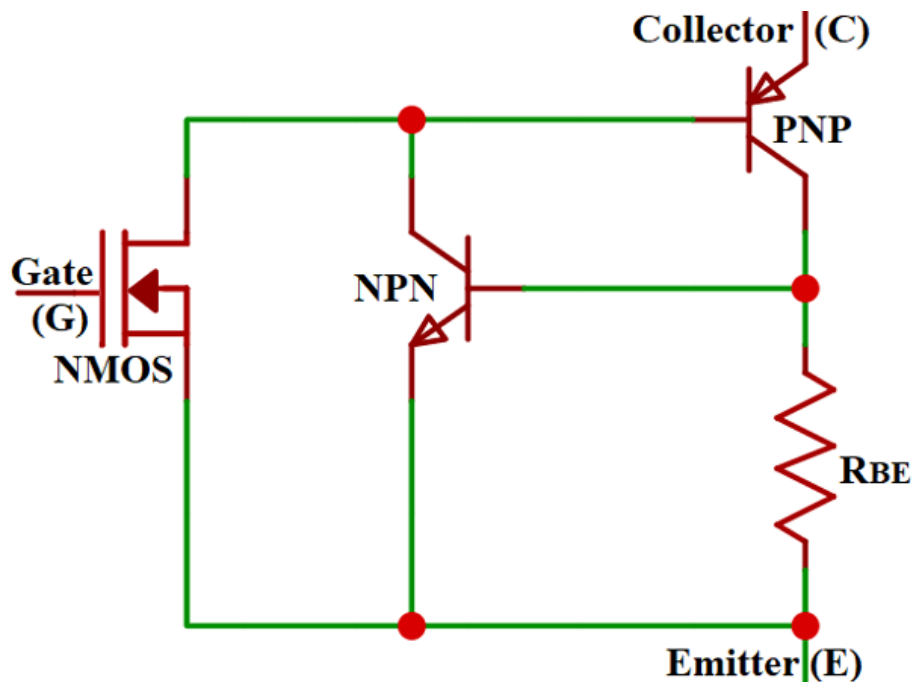 Collector (C)
PNP
Gate
(G)
NPN
NMOS
RBE
Emitter (E)